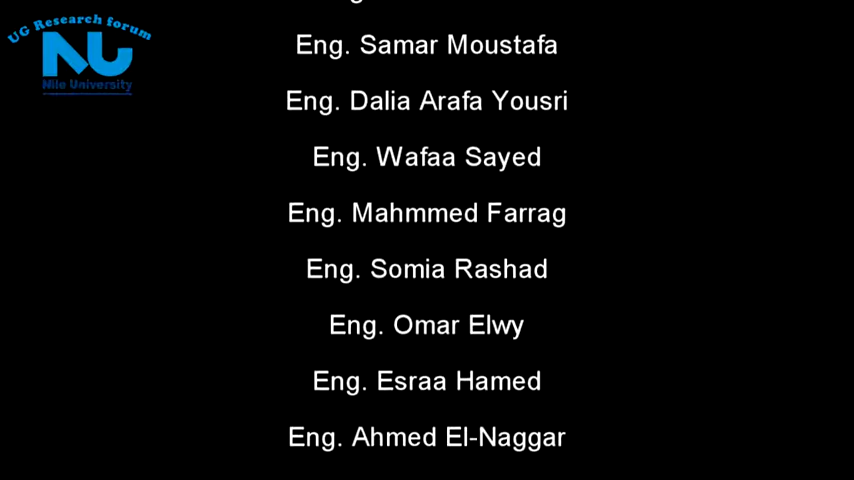 UG Research forum
NU
Nile University
Eng. Samar Moustafa
Eng. Dalia Arafa Yousri
Eng. Wafaa Sayed
Eng. Mahmmed Farrag
Eng. Somia Rashad
Eng. Omar Elwy
Eng. Esraa Hamed
Eng. Ahmed El-Naggar